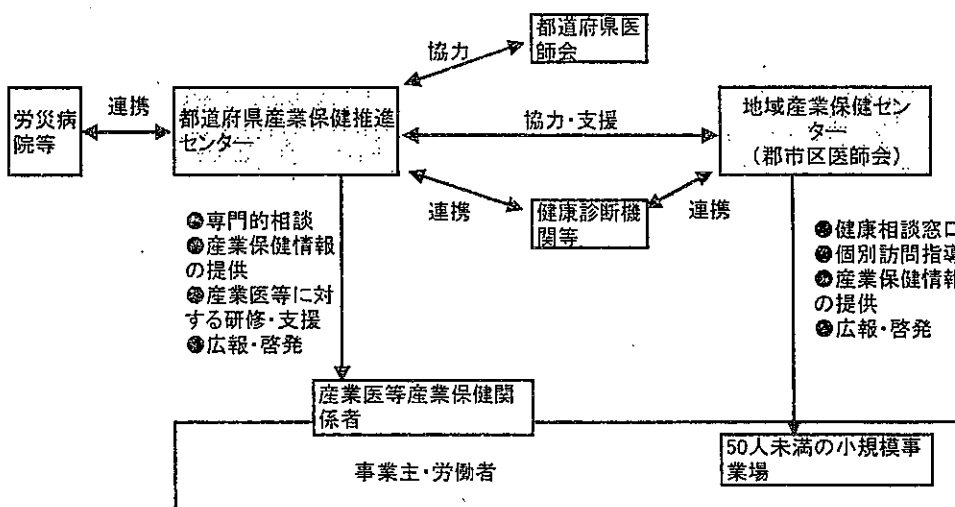 都道府県医
師会
協力
労災病
院等
連携
都道府県産業保健推進
センター
協力・支援
地域産業保健セン
ター
(郡市区医師会)
連携
健康診断機
関等
連携
●専門的相談
●産業保健情報
の提供
●産業医等に対
する研修・支援
●広報・啓発
●健康相談窓口
●個別訪問指導
●産業保健情報
の提供
●広報・啓発
産業医等産業保健関
係者
事業主・労働者
50人未満の小規模事
業場